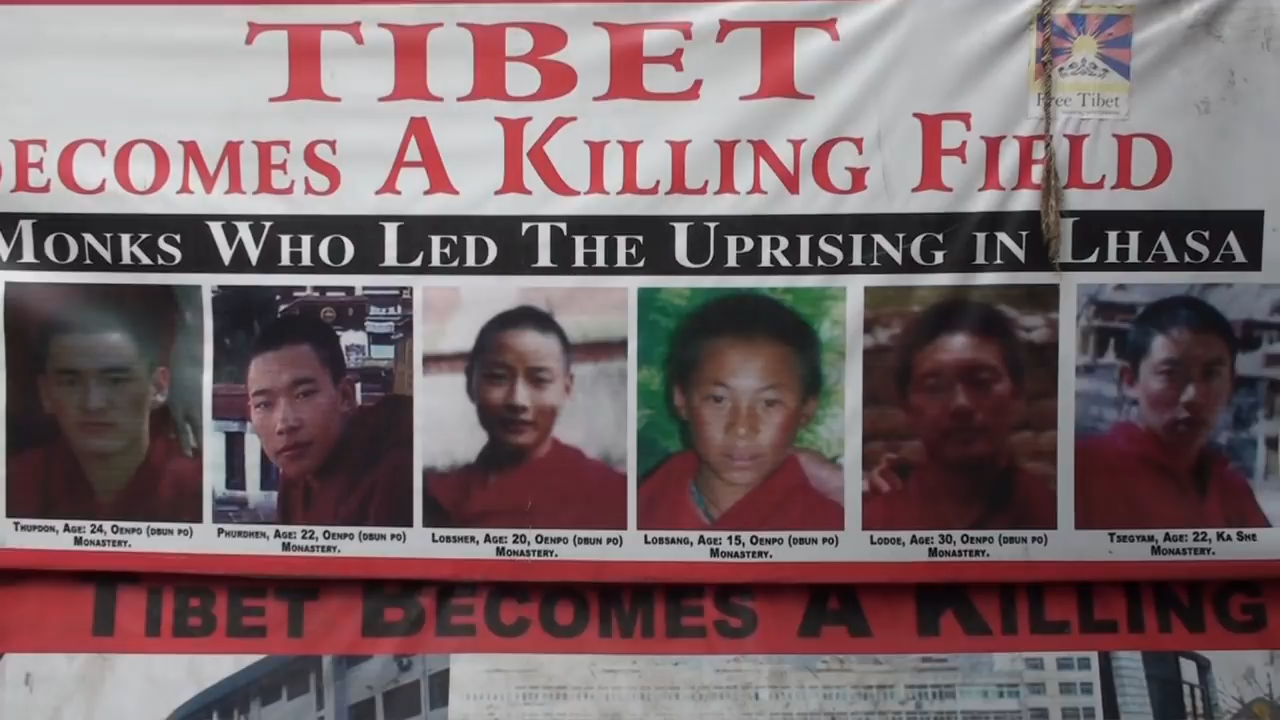 TIBET
BECOMES A KILLING FIELD
Free Tibet
MONKS WHO LED THE UPRISING IN LHASA
THUPDON, AGE: 24, OENPO (DBUN PO)
MONASTERY.
PHURDHEN, AGE: 22, OENPO (DBUN PO)
MONASTERY.
LOBSHER, AGE: 20, OENPO (DBUN PO)
MONASTERY.
LOBSANG, AGE: 15, OENPO (DBUN PO)
MONASTERY.
LODOE, AGE: 30, OENPO (DBUN PO)
MONASTERY.
TSEGYAM, AGE: 22, KA SHE
MONASTERY.
TIBET BECOMES A KILLING